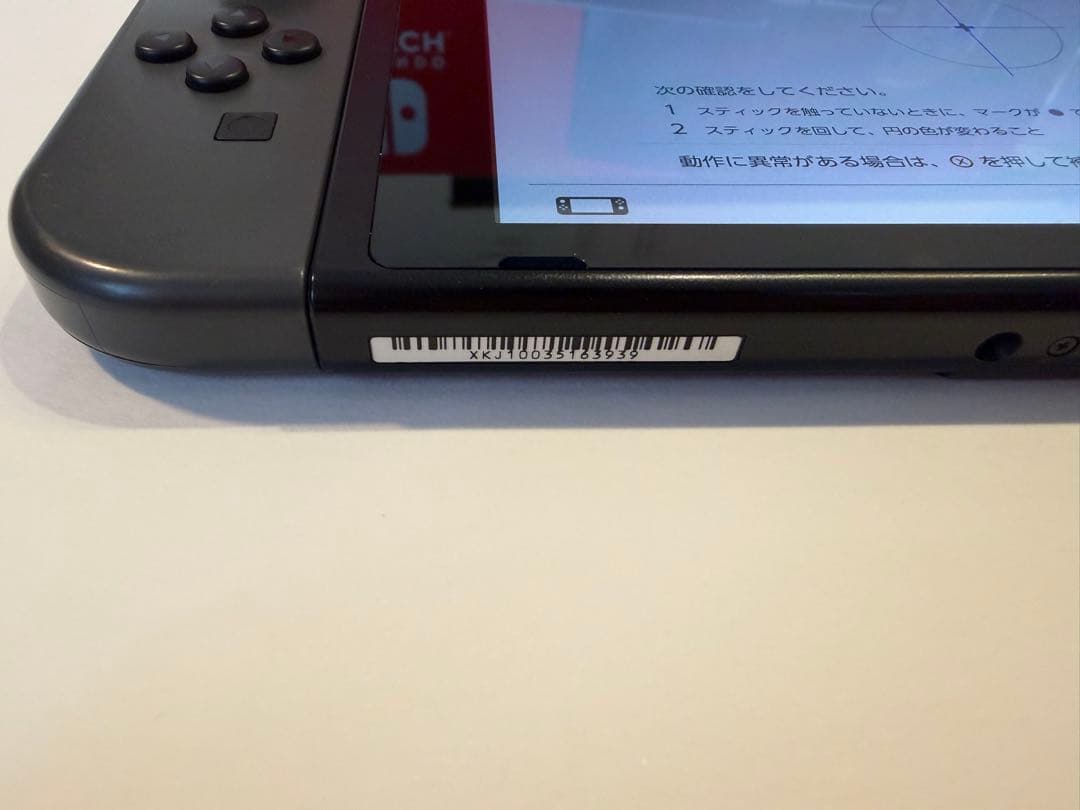 CH
NDO
次の確認をしてください。
1 スティックを触っていないときに、マークが ● で
2 スティックを回して、円の色が変わること
動作に異常がある場合は、Ⓧ を押して補
XKJ10035163939